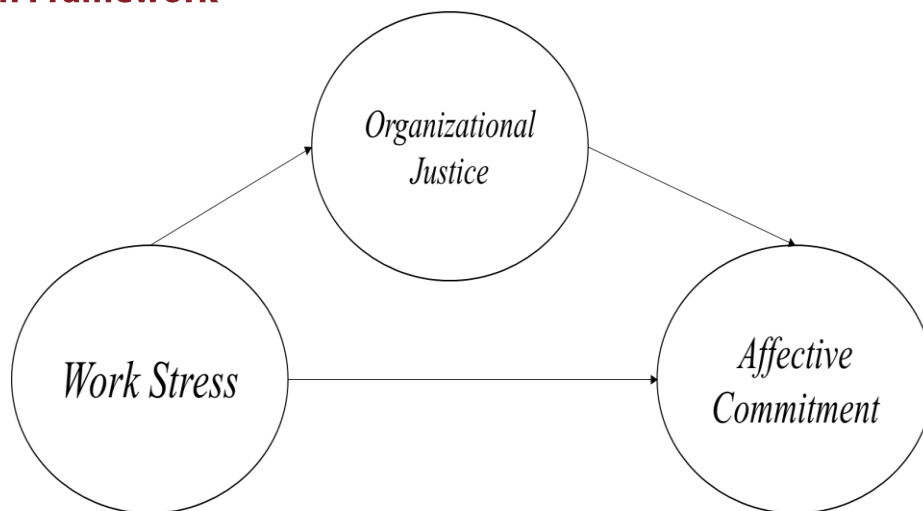 Framework
Organizational
Justice
Work Stress
Affective
Commitment